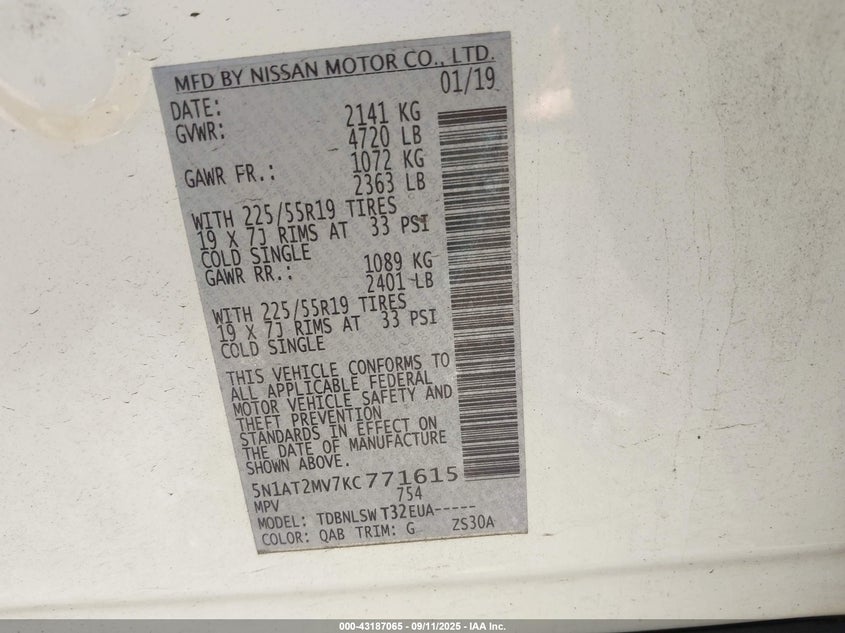 MFD BY NISSAN MOTOR CO., LTD.
DATE: 01/19
GVWR: 2141 KG
4720 LB
GAWR FR.: 1072 KG
2363 LB
WITH 225/55R19 TIRES
19 X 7J RIMS AT 33 PSI
COLD SINGLE
GAWR RR.: 1089 KG
2401 LB
WITH 225/55R19 TIRES
19 X 7J RIMS AT 33 PSI
COLD SINGLE
THIS VEHICLE CONFORMS TO
ALL APPLICABLE FEDERAL
MOTOR VEHICLE SAFETY AND
THEFT PREVENTION
STANDARDS IN EFFECT ON
THE DATE OF MANUFACTURE
SHOWN ABOVE.
5N1AT2MV7KC771615
MPV 754
MODEL: TDBNLSWT32EUA-----
COLOR: QAB TRIM: G ZS30A
000-43187065 - 09/11/2025 - IAA Inc.